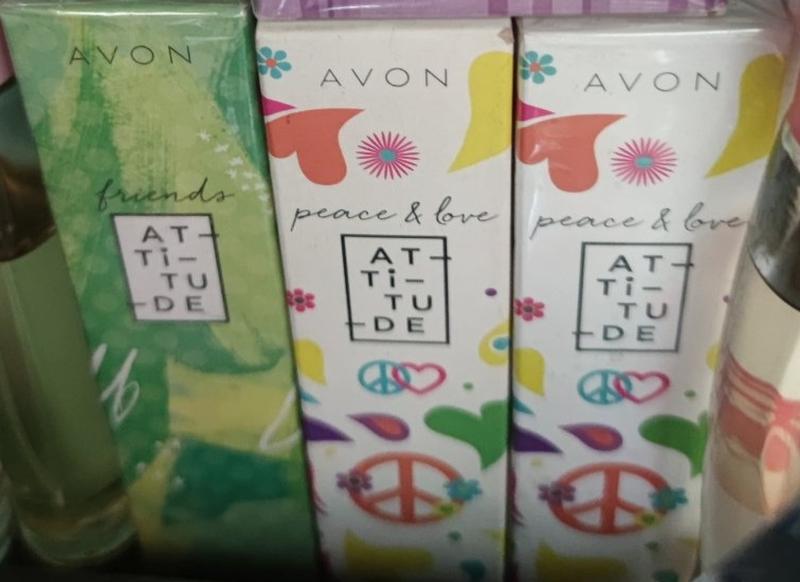 AVON
friends
AT-
Ti-
TU
-DE
AVON
peace & love
AT-
Ti-
TU
-DE
AVON
peace & love
AT-
Ti-
TU
-DE